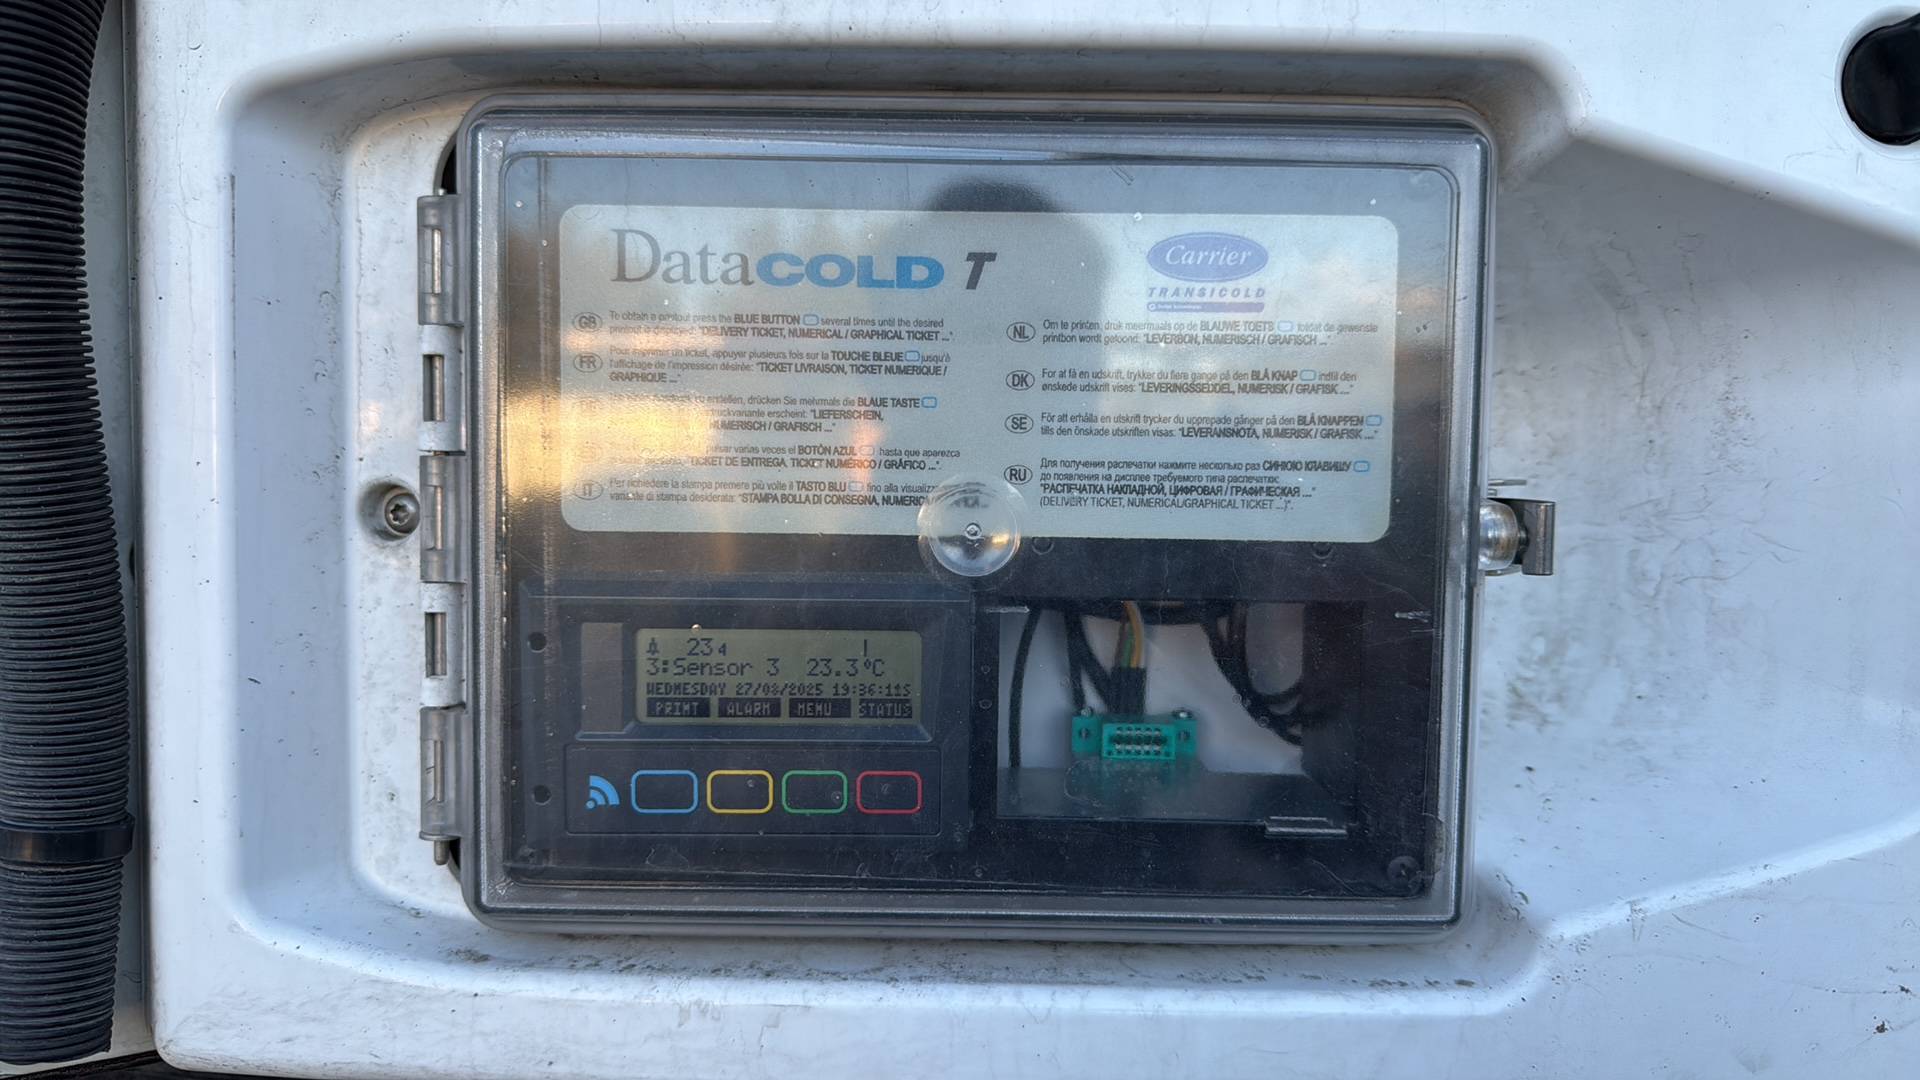 DataCOLD T
Carrier
TRANSICOLD
GB To obtain a printout press the BLUE BUTTON several times until the desired
printout is displayed: "DELIVERY TICKET, NUMERICAL / GRAPHICAL TICKET ...".
FR Pour imprimer un ticket, appuyer plusieurs fois sur la TOUCHE BLEUE jusqu'à
l'affichage de l'impression désirée: "TICKET LIVRAISON, TICKET NUMERIQUE /
GRAPHIQUE ..."
erstellen, drücken Sie mehrmals die BLAUE TASTE
erscheint: "LIEFERSCHEIN,
NUMERISCH / GRAFISCH ..."
varias veces el BOTÓN AZUL hasta que aparezca
TICKET DE ENTREGA, TICKET NUMÉRICO / GRÁFICO ...".
IT Per richiedere la stampa premere più volte il TASTO BLU fino alla
variabile di stampa desiderata: "STAMPA BOLLA DI CONSEGNA,
NL Om te printen, druk meermaals op de BLAUWE TOETS totdat de gewenste
printbon wordt getoond: "LEVERBON, NUMERISCH / GRAFISCH ...".
DK For at få en udskrift, trykker du flere gange på den BLÅ KNAP indtil den
ønskede udskrift vises: "LEVERINGSSEDDEL, NUMERISK / GRAFISK ...".
SE För att erhålla en utskrift trycker du upprepade gånger på den BLÅ KNAPPEN
tills den önskade utskriften visas: "LEVERANSNOTA, NUMERISK / GRAFISK ..."
RU Для получения распечатки нажмите несколько раз СИНЮЮ КЛАВИШУ
до появления на дисплее требуемого типа распечатки:
"РАСПЕЧАТКА НАКЛАДНОЙ, ЦИФРОВАЯ / ГРАФИЧЕСКАЯ ...."
(DELIVERY TICKET, NUMERICAL/GRAPHICAL TICKET ...)".
234
3:Sensor 3 23.3°C
WEDNESDAY 27/08/2025 19:36:11S
PRINT ALARM MENU STATUS